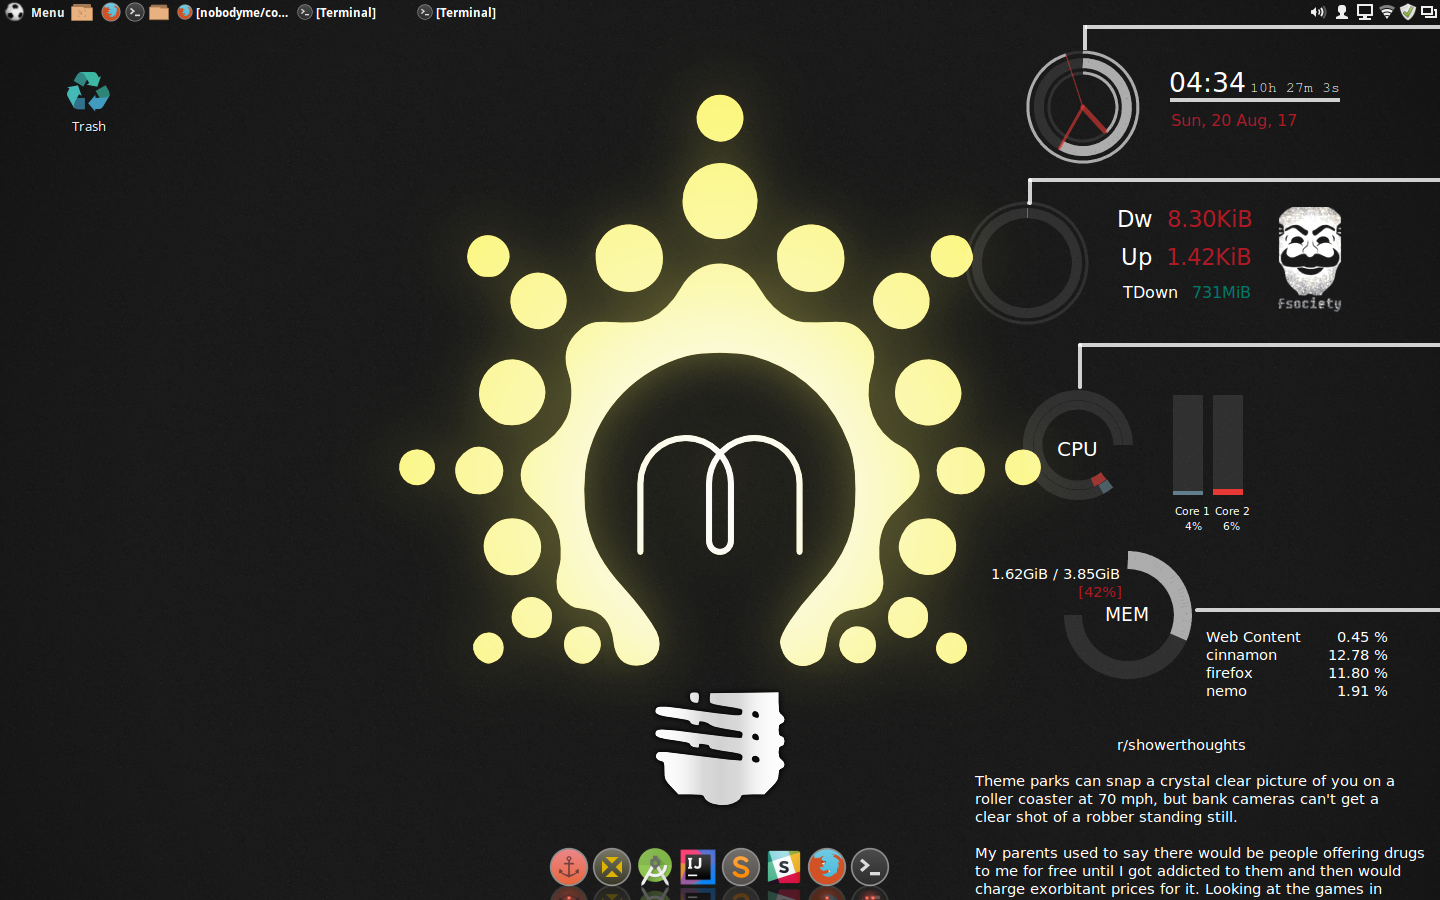 Menu
[nobodyme/co...
[Terminal]
[Terminal]
Trash
04:34 10h 27m 3s
Sun, 20 Aug, 17
Dw 8.30KiB
Up 1.42KiB
TDown 731MiB
fsociety
CPU
Core 1 Core 2
4% 6%
1.62GiB / 3.85GiB
[42%]
MEM
Web Content 0.45 %
cinnamon 12.78 %
firefox 11.80 %
nemo 1.91 %
r/showerthoughts
Theme parks can snap a crystal clear picture of you on a
roller coaster at 70 mph, but bank cameras can't get a
clear shot of a robber standing still.
My parents used to say there would be people offering drugs
to me for free until I got addicted to them and then would
charge exorbitant prices for it. Looking at the games in
IJ
S
S